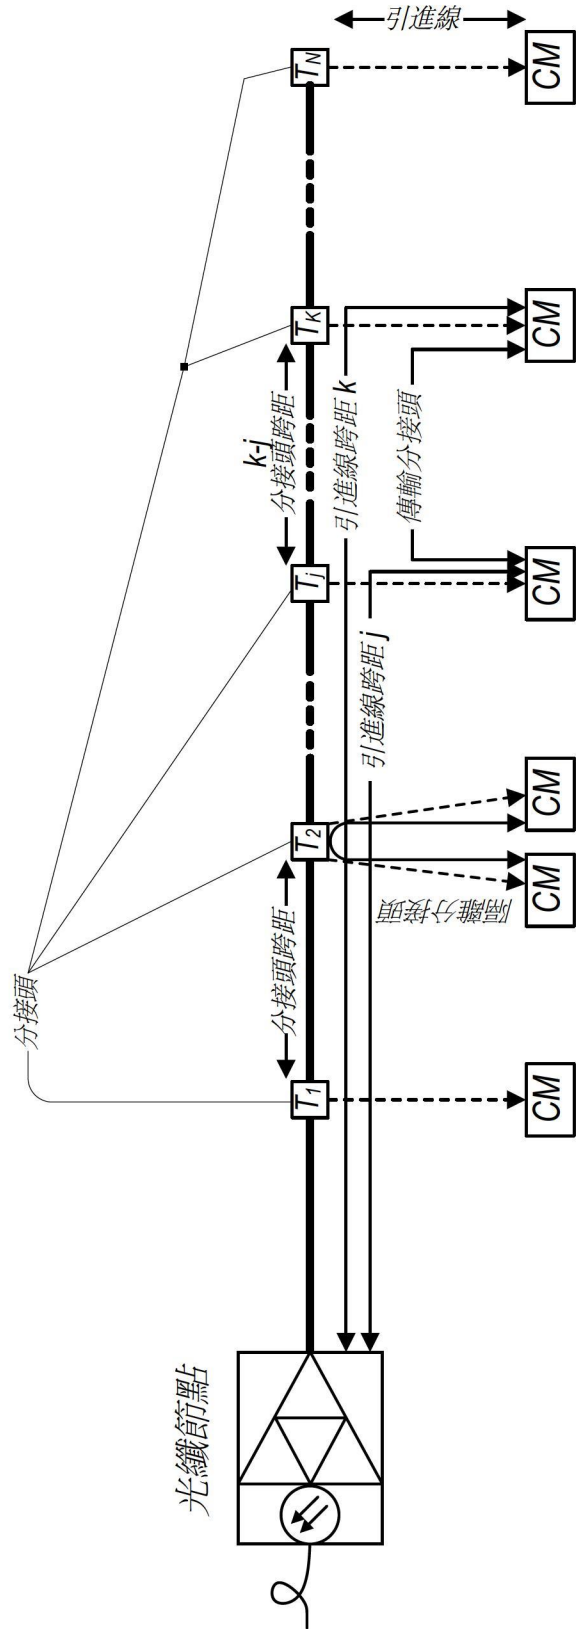 分接頭
引進線
T1
T2
Tj
TK
TN
分接頭跨距
k-j
分接頭跨距
光纖節點
引進線跨距 k
引進線跨距 j
隔離分接頭
傳輸分接頭
CM
CM
CM
CM
CM
CM